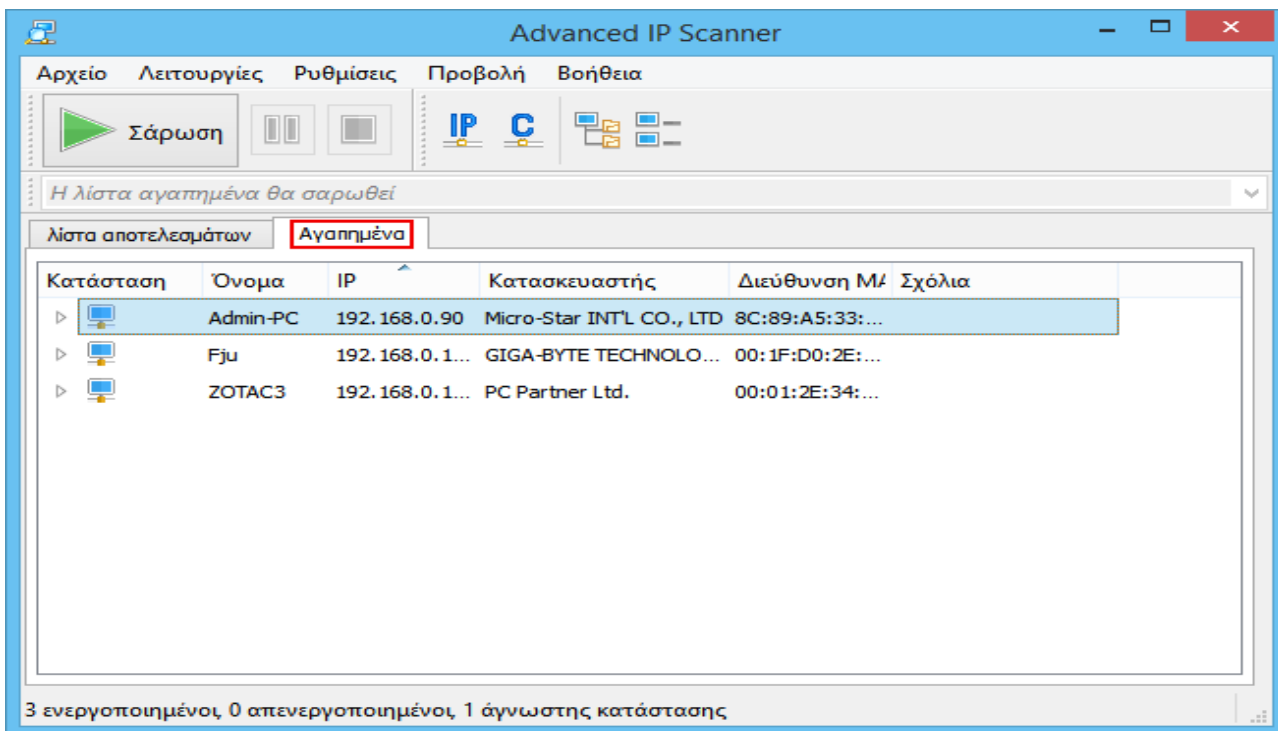 Advanced IP Scanner
Αρχείο Λειτουργίες Ρυθμίσεις Προβολή Βοήθεια
Σάρωση IP C
Η λίστα αγαπημένα θα σαρωθεί
λίστα αποτελεσμάτων Αγαπημένα
Κατάσταση Όνομα IP Κατασκευαστής Διεύθυνση ΜΑ Σχόλια
Admin-PC 192.168.0.90 Micro-Star INT'L CO., LTD 8C:89:A5:33:...
Fju 192.168.0.1... GIGA-BYTE TECHNOLO... 00:1F:D0:2E:...
ZOTAC3 192.168.0.1... PC Partner Ltd. 00:01:2E:34:...
3 ενεργοποιημένοι, 0 απενεργοποιημένοι, 1 άγνωστης κατάστασης